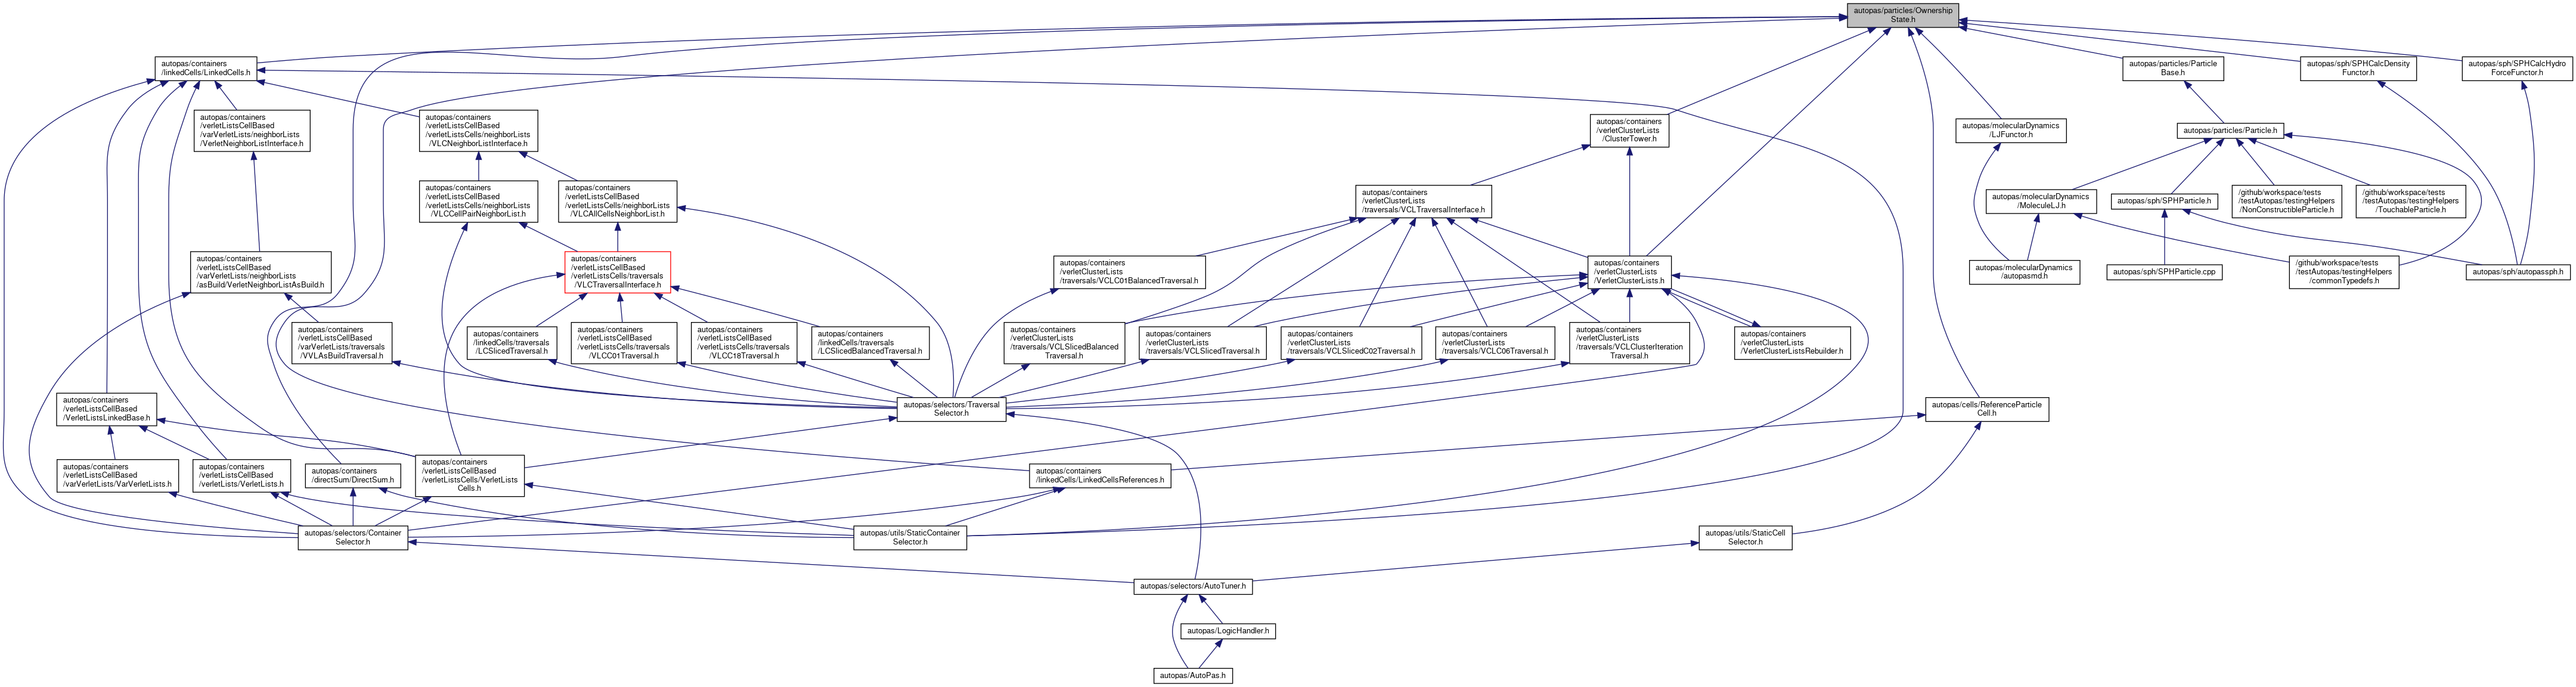 autopas/particles/Ownership
State.h
autopas/containers
/linkedCells/LinkedCells.h
autopas/particles/Particle
Base.h
autopas/sph/SPHCalcDensity
Functor.h
autopas/sph/SPHCalcHydro
ForceFunctor.h
autopas/containers
/verletListsCellBased
/varVerletLists/neighborLists
/VerletNeighborListInterface.h
autopas/containers
/verletListsCellBased
/verletListsCells/neighborLists
/VLCNeighborListInterface.h
autopas/containers
/verletClusterLists
/ClusterTower.h
autopas/molecularDynamics
/LJFunctor.h
autopas/particles/Particle.h
autopas/containers
/verletListsCellBased
/verletListsCells/neighborLists
/VLCCellPairNeighborList.h
autopas/containers
/verletListsCellBased
/verletListsCells/neighborLists
/VLCAllCellsNeighborList.h
autopas/containers
/verletClusterLists
/traversals/VCLTraversalInterface.h
autopas/molecularDynamics
/MoleculeLJ.h
autopas/sph/SPHParticle.h
/github/workspace/tests
/testAutopas/testingHelpers
/NonConstructibleParticle.h
/github/workspace/tests
/testAutopas/testingHelpers
/TouchableParticle.h
autopas/containers
/verletListsCellBased
/varVerletLists/neighborLists
/asBuild/VerletNeighborListAsBuild.h
autopas/containers
/verletListsCellBased
/verletListsCells/traversals
/VLCTraversalInterface.h
autopas/containers
/verletClusterLists
/traversals/VCLC01BalancedTraversal.h
autopas/containers
/verletClusterLists
/VerletClusterLists.h
autopas/molecularDynamics
/autopasmd.h
autopas/sph/SPHParticle.cpp
/github/workspace/tests
/testAutopas/testingHelpers
/commonTypedefs.h
autopas/sph/autopassph.h
autopas/containers
/verletListsCellBased
/varVerletLists/traversals
/VVLAsBuildTraversal.h
autopas/containers
/linkedCells/traversals
/LCSlicedTraversal.h
autopas/containers
/verletListsCellBased
/verletListsCells/traversals
/VLCC01Traversal.h
autopas/containers
/verletListsCellBased
/verletListsCells/traversals
/VLCC18Traversal.h
autopas/containers
/linkedCells/traversals
/LCSlicedBalancedTraversal.h
autopas/containers
/verletClusterLists
/traversals/VCLSlicedBalanced
Traversal.h
autopas/containers
/verletClusterLists
/traversals/VCLSlicedTraversal.h
autopas/containers
/verletClusterLists
/traversals/VCLSlicedC02Traversal.h
autopas/containers
/verletClusterLists
/traversals/VCLC06Traversal.h
autopas/containers
/verletClusterLists
/traversals/VCLClusterIteration
Traversal.h
autopas/containers
/verletClusterLists
/VerletClusterListsRebuilder.h
autopas/containers
/verletListsCellBased
/VerletListsLinkedBase.h
autopas/selectors/Traversal
Selector.h
autopas/cells/ReferenceParticle
Cell.h
autopas/containers
/verletListsCellBased
/varVerletLists/VarVerletLists.h
autopas/containers
/verletListsCellBased
/verletLists/VerletLists.h
autopas/containers
/directSum/DirectSum.h
autopas/containers
/verletListsCellBased
/verletListsCells/VerletLists
Cells.h
autopas/containers
/linkedCells/LinkedCellsReferences.h
autopas/selectors/Container
Selector.h
autopas/utils/StaticContainer
Selector.h
autopas/utils/StaticCell
Selector.h
autopas/selectors/AutoTuner.h
autopas/LogicHandler.h
autopas/AutoPas.h